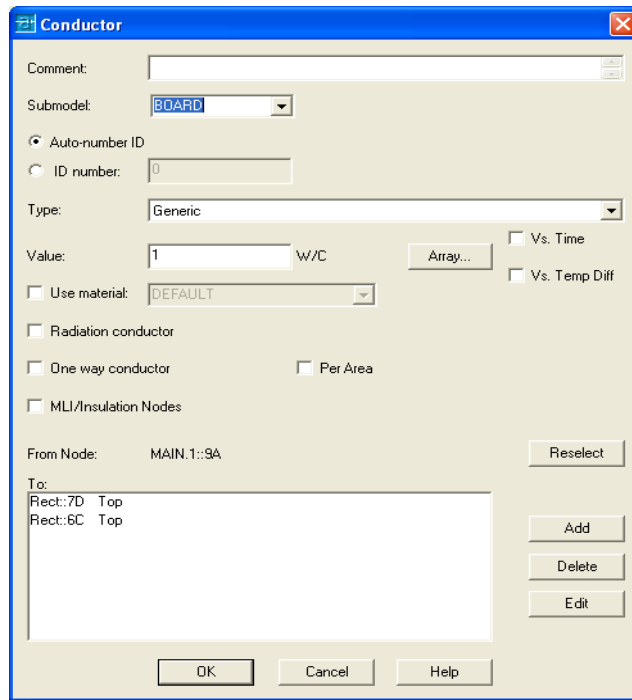 Conductor
Comment:
Submodel: BOARD
Auto-number ID
ID number: 0
Type: Generic
Value: 1 W/C Array... Vs. Time
Vs. Temp Diff
Use material: DEFAULT
Radiation conductor
One way conductor Per Area
MLI/Insulation Nodes
From Node: MAIN.1::9A Reselect
To:
Rect::7D Top
Rect::6C Top
Add
Delete
Edit
OK Cancel Help